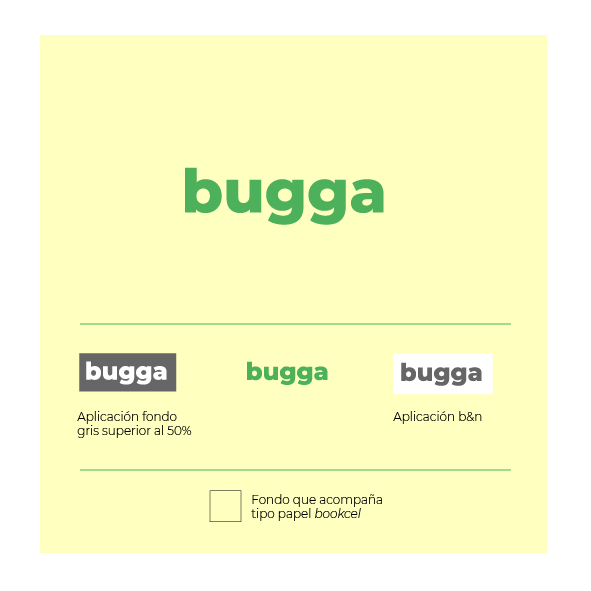 bugga
bugga
bugga
bugga
Aplicación fondo
gris superior al 50%
Aplicación b&n
Fondo que acompaña
tipo papel bookcel